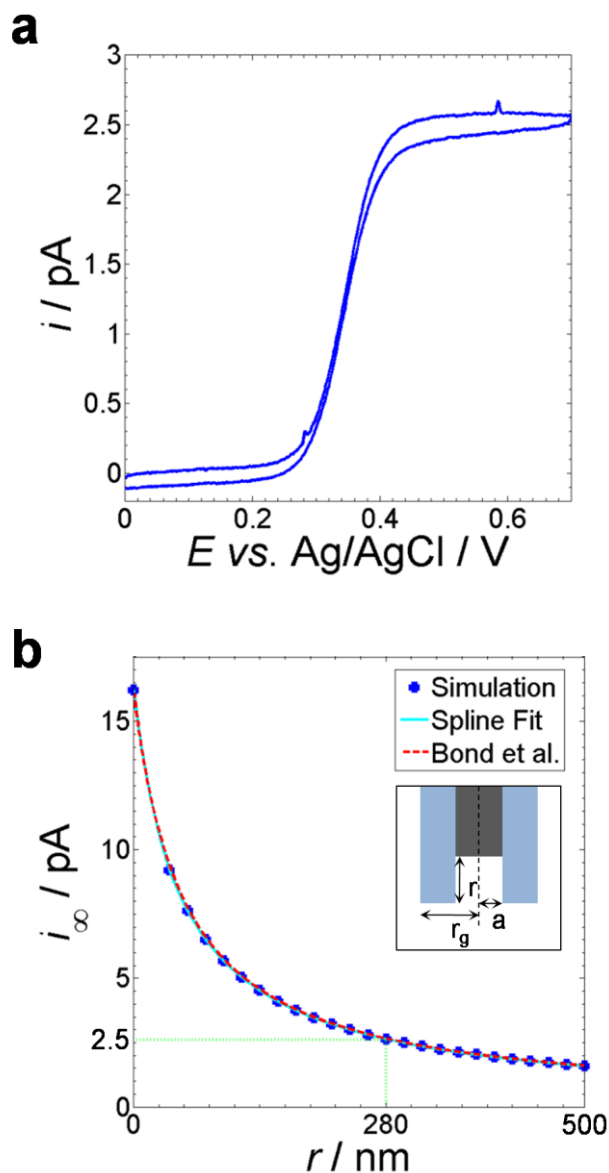 a
3
2.5
2
1.5
1
0.5
0
i / pA
0
0.2
0.4
0.6
E vs. Ag/AgCl / V
b
15
10
5
2.5
0
i∞ / pA
Simulation
Spline Fit
Bond et al.
r
a
rg
0
280
500
r / nm